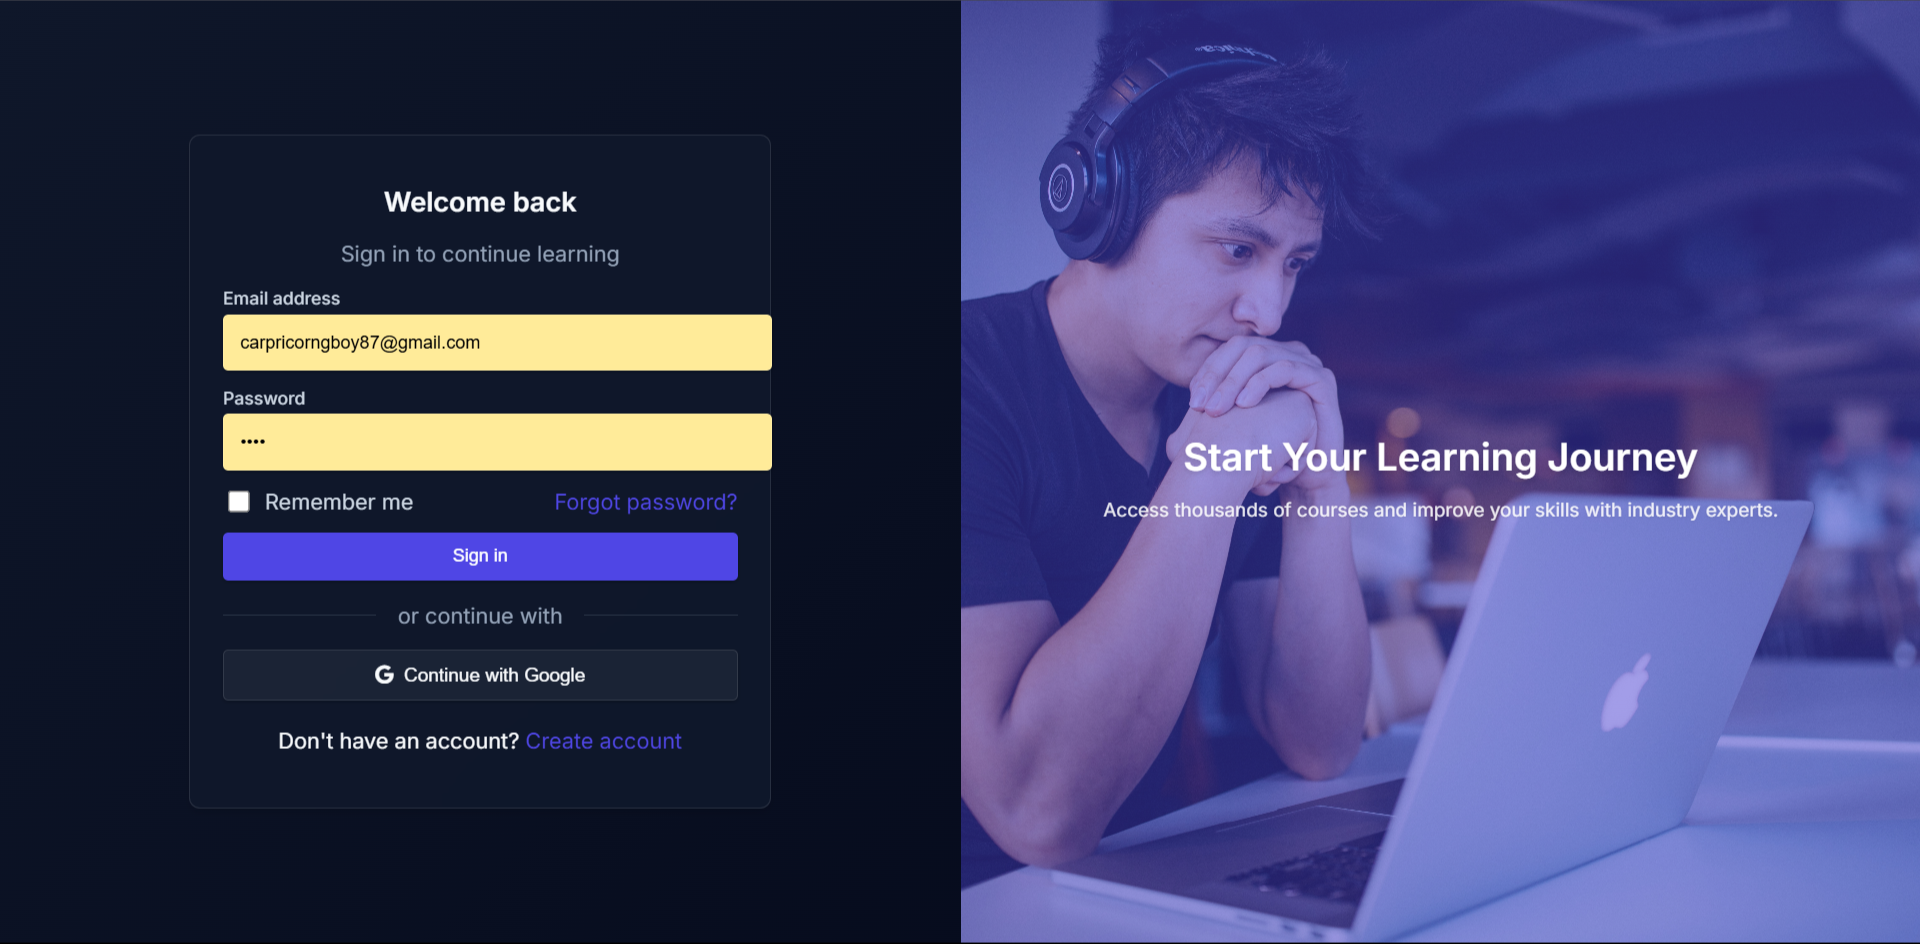 Welcome back
Sign in to continue learning
Email address
carpricorngboy87@gmail.com
Password
••••
Remember me
Forgot password?
Sign in
or continue with
G Continue with Google
Don't have an account? Create account
Start Your Learning Journey
Access thousands of courses and improve your skills with industry experts.